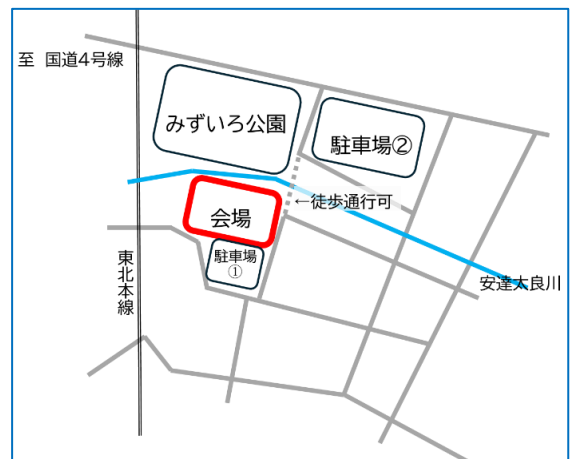 至 国道4号線
みずいろ公園
駐車場②
←徒歩通行可
会場
駐車場
①
東北本線
安達太良川